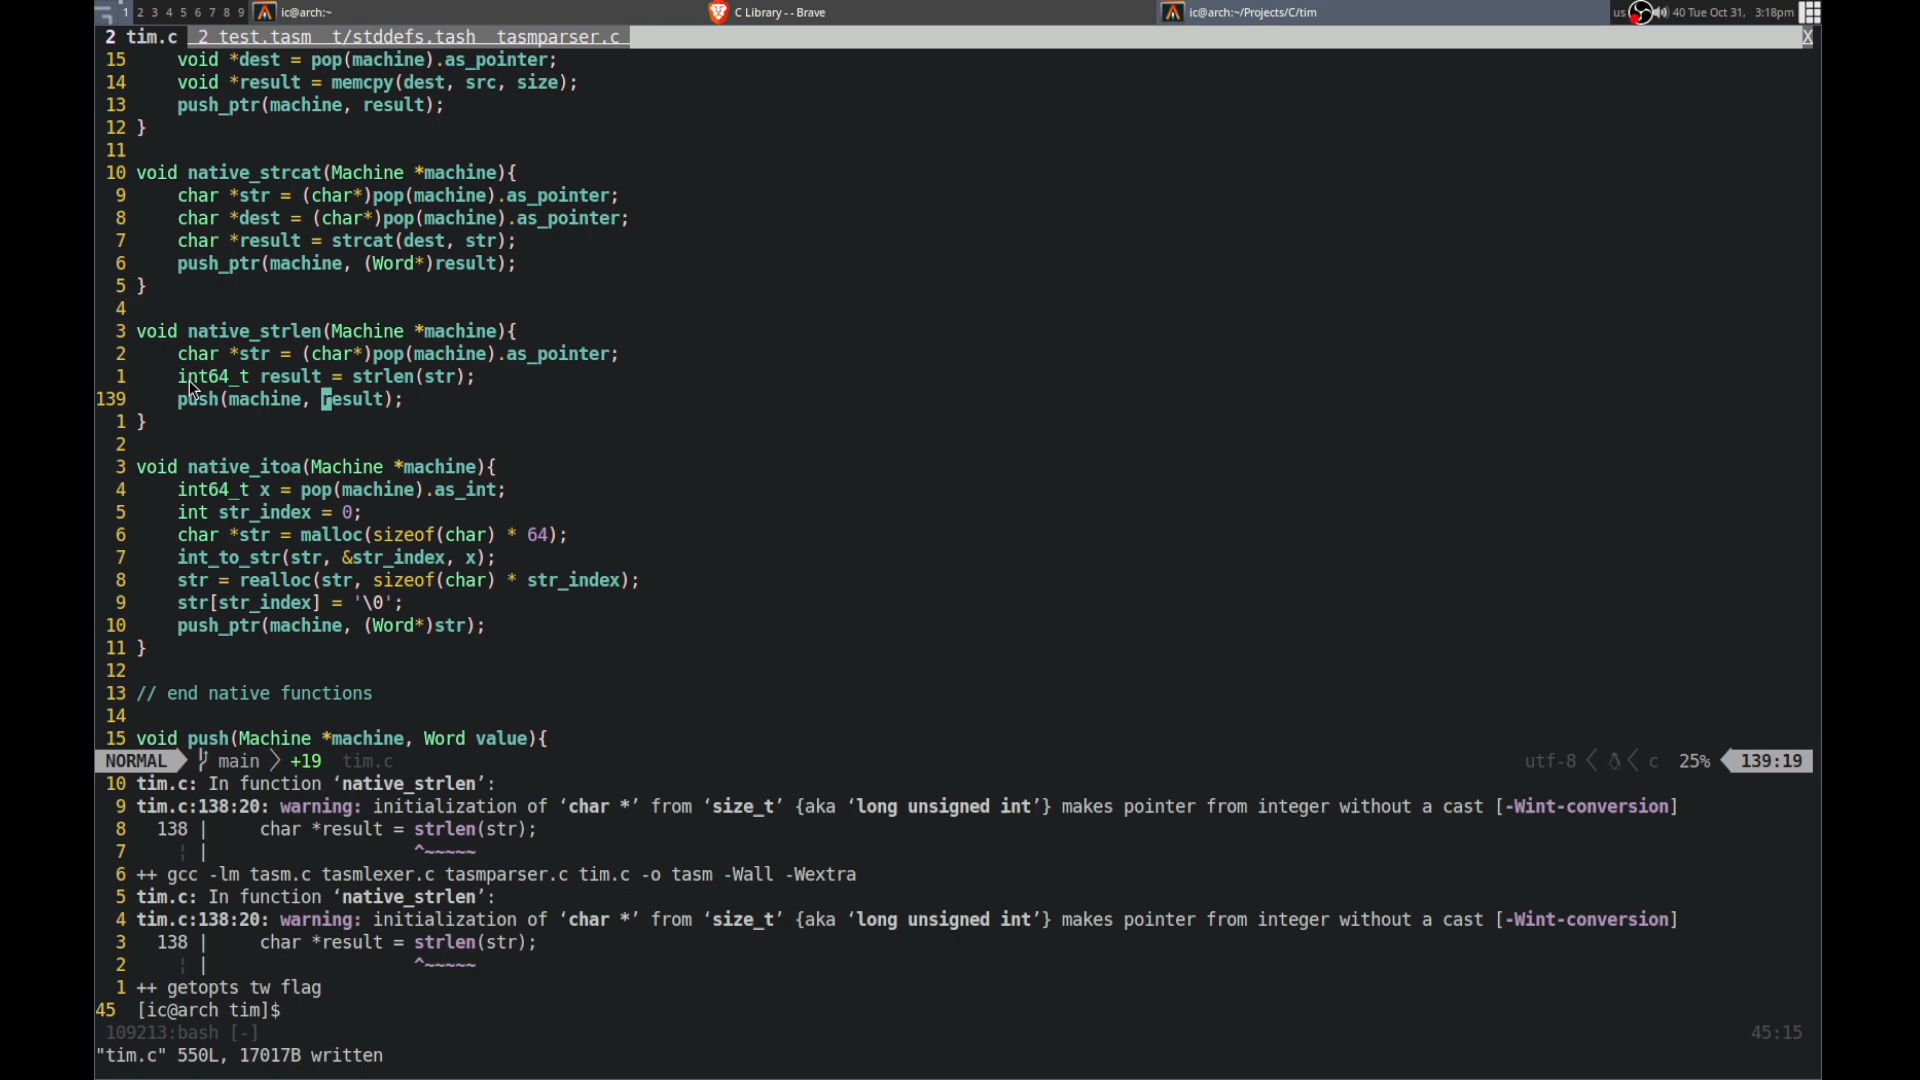 1 2 3 4 5 6 7 8 9 ic@arch:~ C Library - - Brave ic@arch:~/Projects/C/tim us 40 Tue Oct 31, 3:18pm
2 tim.c 2 test.tasm t/stddefs.tash tasmparser.c X
15 void *dest = pop(machine).as_pointer;
14 void *result = memcpy(dest, src, size);
13 push_ptr(machine, result);
12 }
11
10 void native_strcat(Machine *machine){
9 char *str = (char*)pop(machine).as_pointer;
8 char *dest = (char*)pop(machine).as_pointer;
7 char *result = strcat(dest, str);
6 push_ptr(machine, (Word*)result);
5 }
4
3 void native_strlen(Machine *machine){
2 char *str = (char*)pop(machine).as_pointer;
1 int64_t result = strlen(str);
139 push(machine, result);
1 }
2
3 void native_itoa(Machine *machine){
4 int64_t x = pop(machine).as_int;
5 int str_index = 0;
6 char *str = malloc(sizeof(char) * 64);
7 int_to_str(str, &str_index, x);
8 str = realloc(str, sizeof(char) * str_index);
9 str[str_index] = '\0';
10 push_ptr(machine, (Word*)str);
11 }
12
13 // end native functions
14
15 void push(Machine *machine, Word value){
NORMAL main +19 tim.c utf-8 c 25% 139:19
10 tim.c: In function ‘native_strlen’:
9 tim.c:138:20: warning: initialization of ‘char *’ from ‘size_t’ {aka ‘long unsigned int’} makes pointer from integer without a cast [-Wint-conversion]
8 138 | char *result = strlen(str);
7 ¦ | ^~~~~~
6 ++ gcc -lm tasm.c tasmlexer.c tasmparser.c tim.c -o tasm -Wall -Wextra
5 tim.c: In function ‘native_strlen’:
4 tim.c:138:20: warning: initialization of ‘char *’ from ‘size_t’ {aka ‘long unsigned int’} makes pointer from integer without a cast [-Wint-conversion]
3 138 | char *result = strlen(str);
2 ¦ | ^~~~~~
1 ++ getopts tw flag
45 [ic@arch tim]$
109213:bash [-] 45:15
"tim.c" 550L, 17017B written